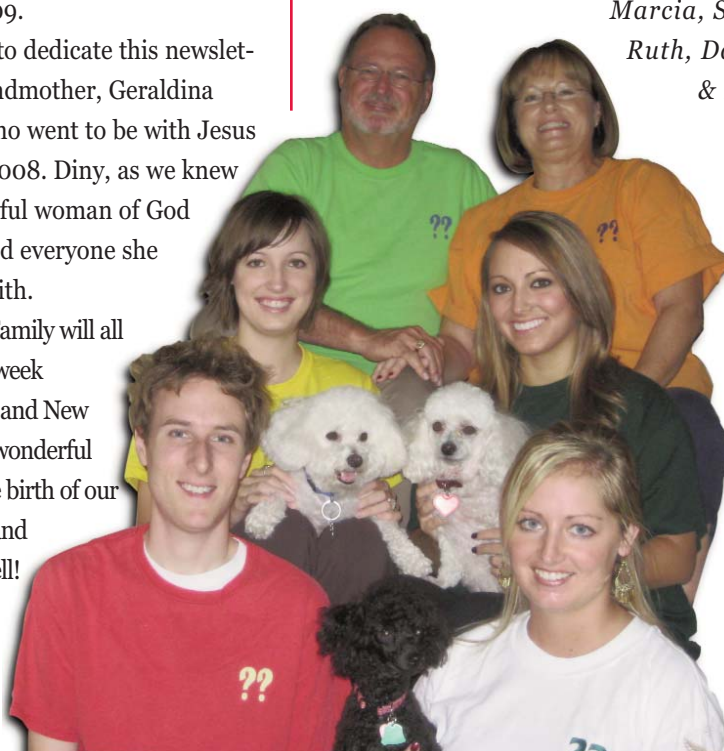 09.
to dedicate this newslet-
ndmother, Geraldina
ho went to be with Jesus
008. Diny, as we knew
ful woman of God
d everyone she
ith.
amily will all
week
and New
wonderful
e birth of our
nd
ell!
Marcia, S
Ruth, D
&
??
??
??
??